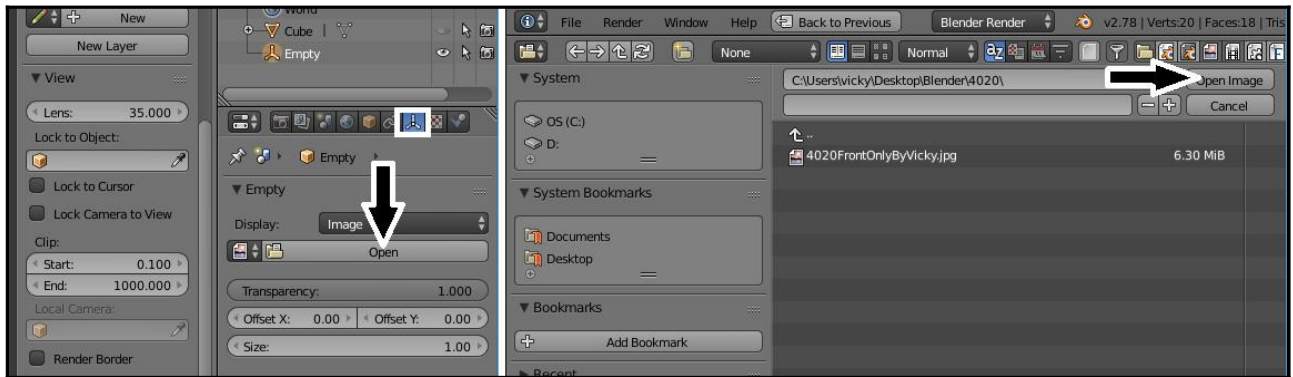 New
New Layer
View
Lens: 35.000
Lock to Object:
Lock to Cursor
Lock Camera to View
Clip:
Start: 0.100
End: 1000.000
Local Camera:
Render Border
World
Cube
Empty
Empty
Empty
Display: Image
Open
Transparency: 1.000
Offset X: 0.00 Offset Y: 0.00
Size: 1.00
File Render Window Help Back to Previous Blender Render v2.78 | Verts:20 | Faces:18 | Tris
None Normal
System
OS (C:)
D:
System Bookmarks
Documents
Desktop
Bookmarks
Add Bookmark
Recent
C:\Users\vicky\Desktop\Blender\4020\ Open Image
Cancel
..
4020FrontOnlyByVicky.jpg 6.30 MiB